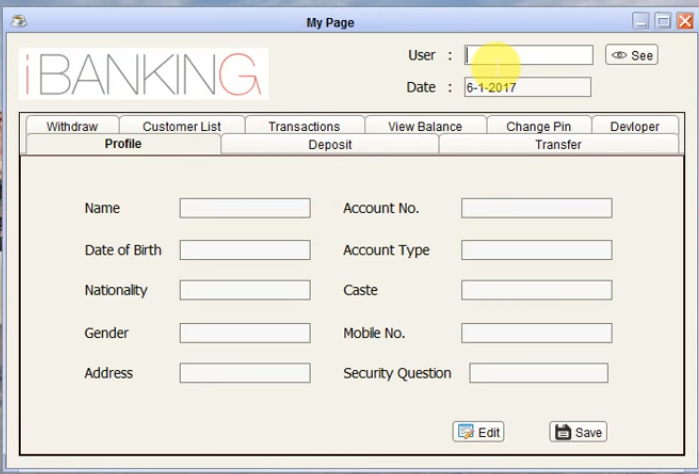 My Page
iBANKING
User :
See
Date : 6-1-2017
Withdraw Customer List Transactions View Balance Change Pin Devloper
Profile Deposit Transfer
Name Account No.
Date of Birth Account Type
Nationality Caste
Gender Mobile No.
Address Security Question
Edit Save